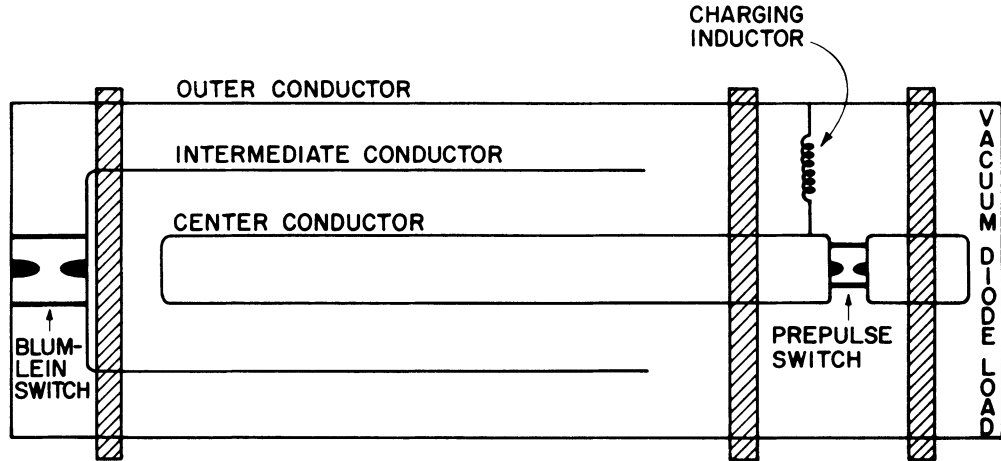 CHARGING
INDUCTOR
OUTER CONDUCTOR
INTERMEDIATE CONDUCTOR
CENTER CONDUCTOR
VACUUM DIODE LOAD
BLUM-
LEIN
SWITCH
PREPULSE
SWITCH